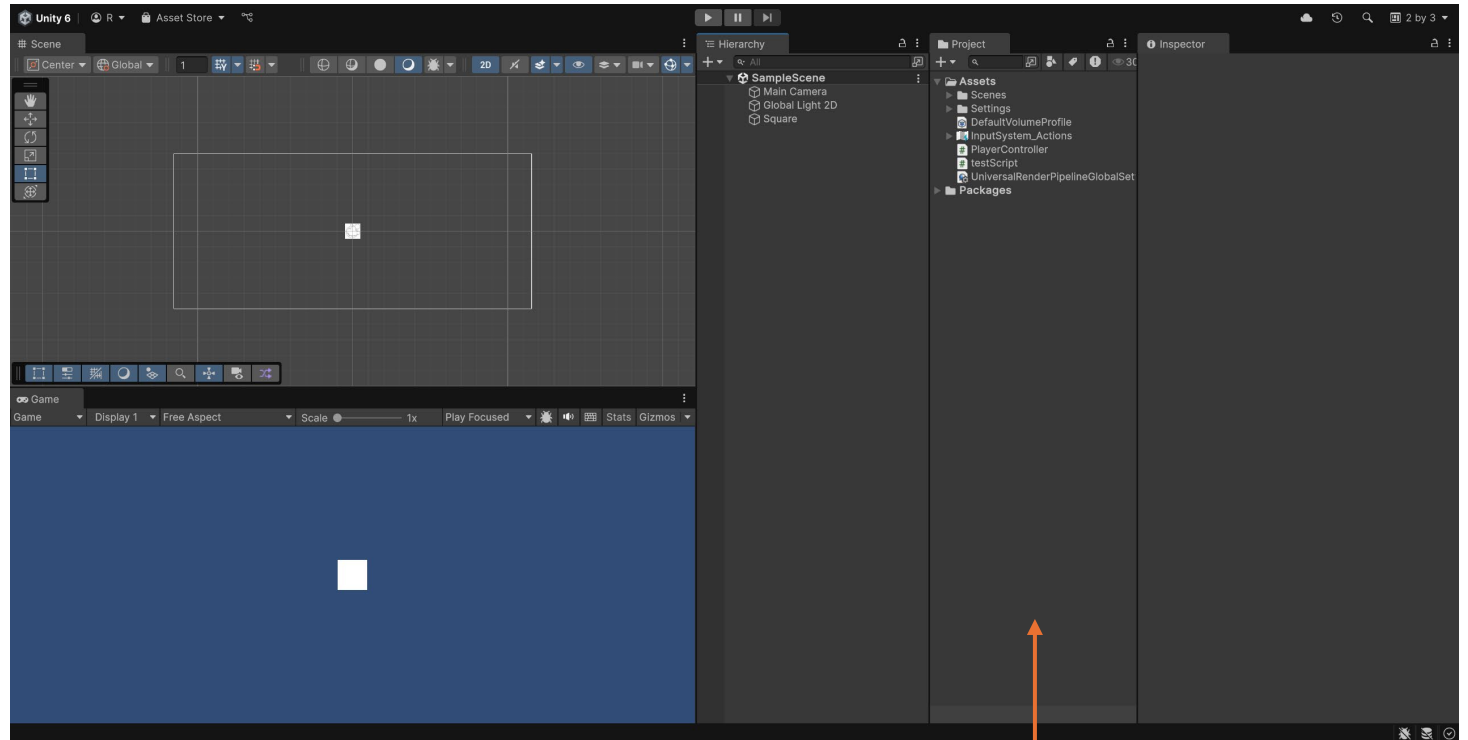 Unity 6 R Asset Store 2 by 3
Scene
Center Global 1 2D
Game
Game Display 1 Free Aspect Scale 1x Play Focused Stats Gizmos
Hierarchy
All
SampleScene
Main Camera
Global Light 2D
Square
Project
30
Assets
Scenes
Settings
DefaultVolumeProfile
InputSystem_Actions
PlayerController
testScript
UniversalRenderPipelineGlobalSet
Packages
Inspector